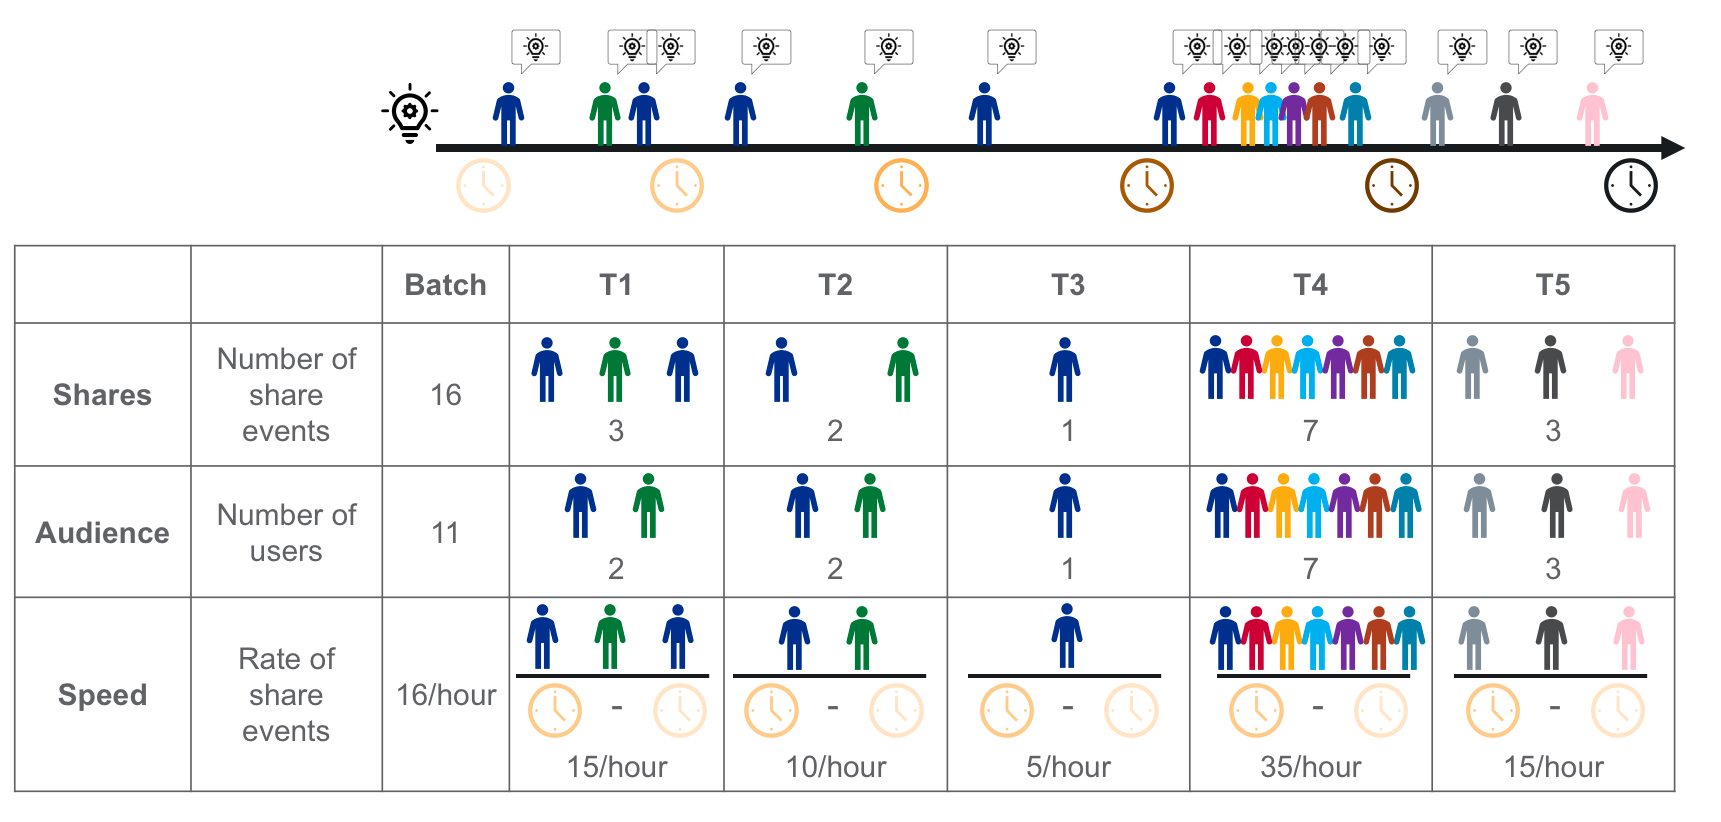 Batch T1 T2 T3 T4 T5
Shares
Number of
share
events
16
3
2
1
7
3
Audience
Number of
users
11
2
2
1
7
3
Speed
Rate of
share
events
16/hour
-
15/hour
-
10/hour
-
5/hour
-
35/hour
-
15/hour